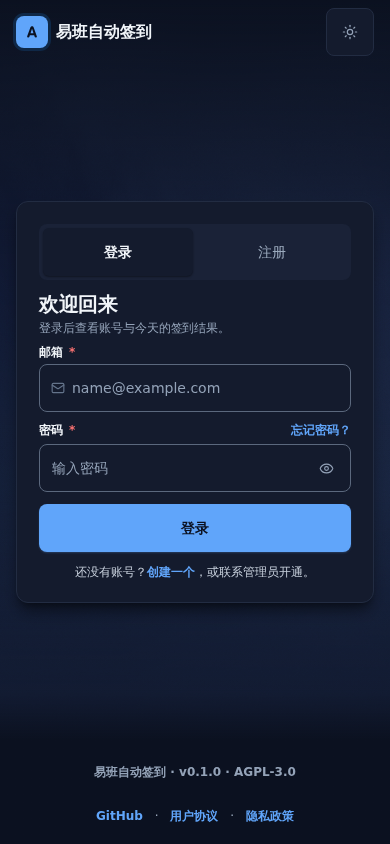 A 易班自动签到
登录 注册
欢迎回来
登录后查看账号与今天的签到结果。
邮箱 *
name@example.com
密码 * 忘记密码？
输入密码
登录
还没有账号？创建一个，或联系管理员开通。
易班自动签到 · v0.1.0 · AGPL-3.0
GitHub · 用户协议 · 隐私政策